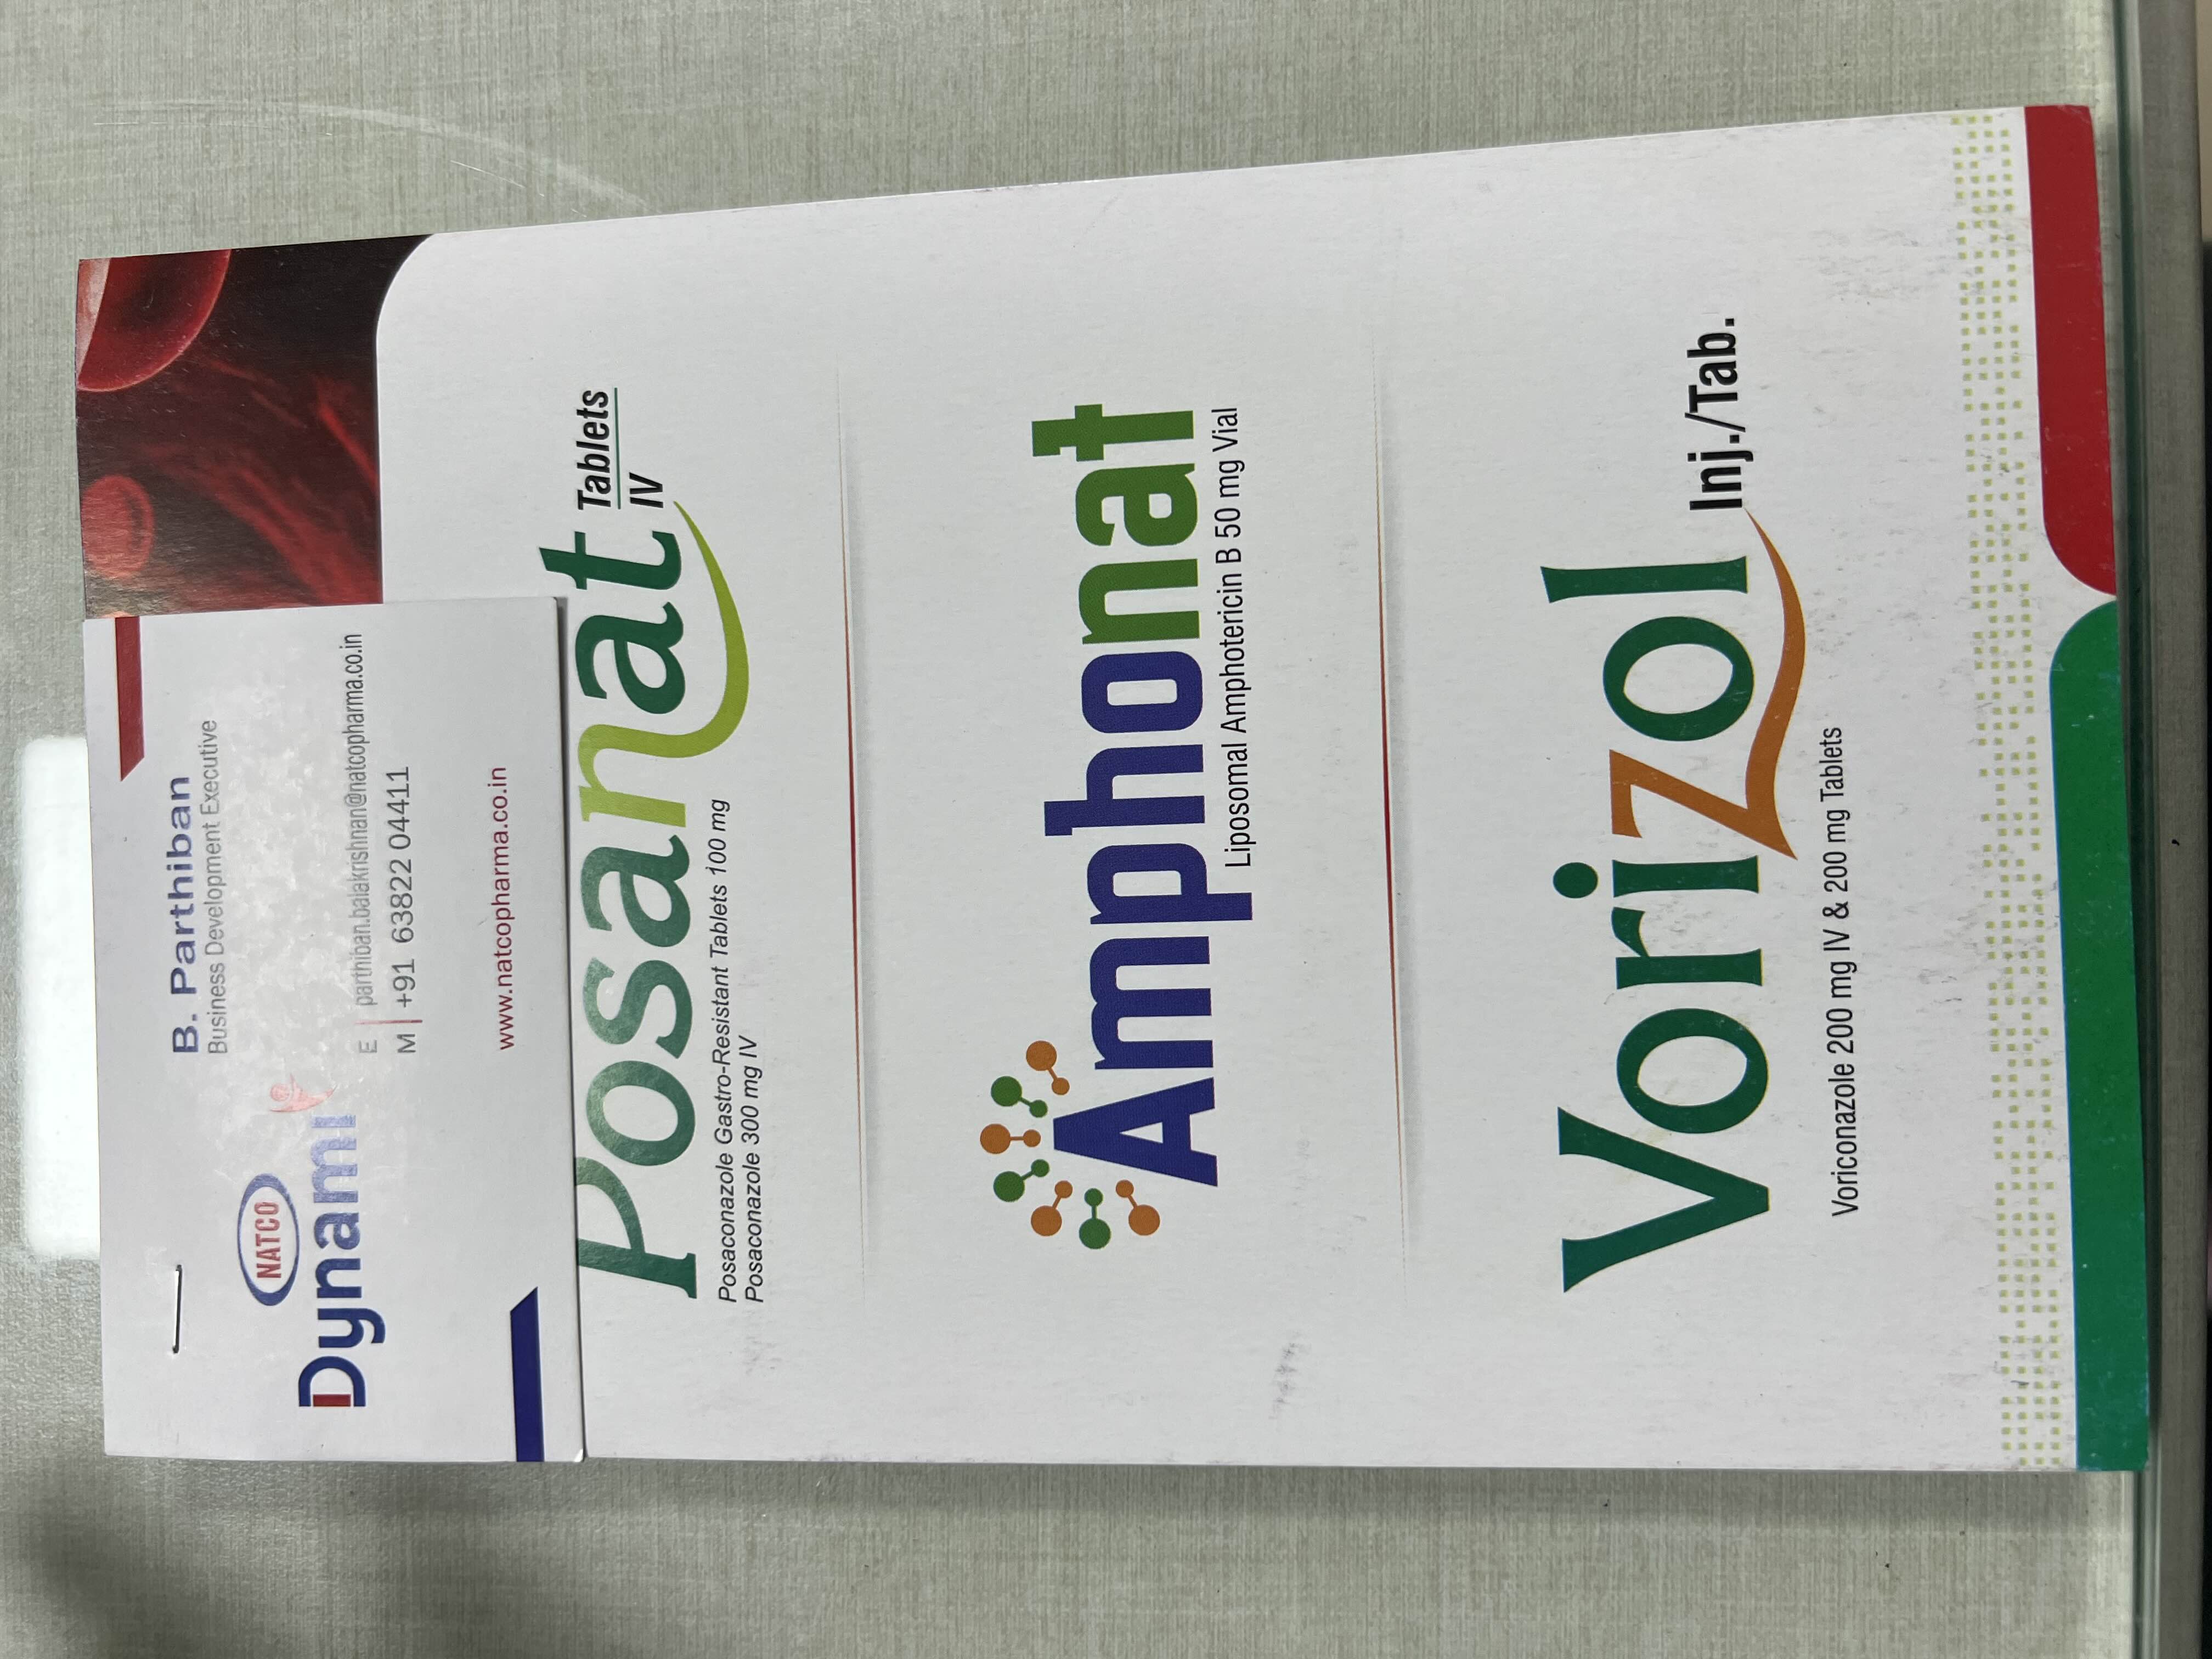 B. Parthiban
Business Development Executive
NATCO
Dynami
E parthiban.balakrishnan@natcopharma.co.in
M +91 63822 04411
www.natcopharma.co.in
Posanat Tablets
IV
Posaconazole Gastro-Resistant Tablets 100 mg
Posaconazole 300 mg IV
Amphonat
Liposomal Amphotericin B 50 mg Vial
Vorizol Inj./Tab.
Voriconazole 200 mg IV & 200 mg Tablets